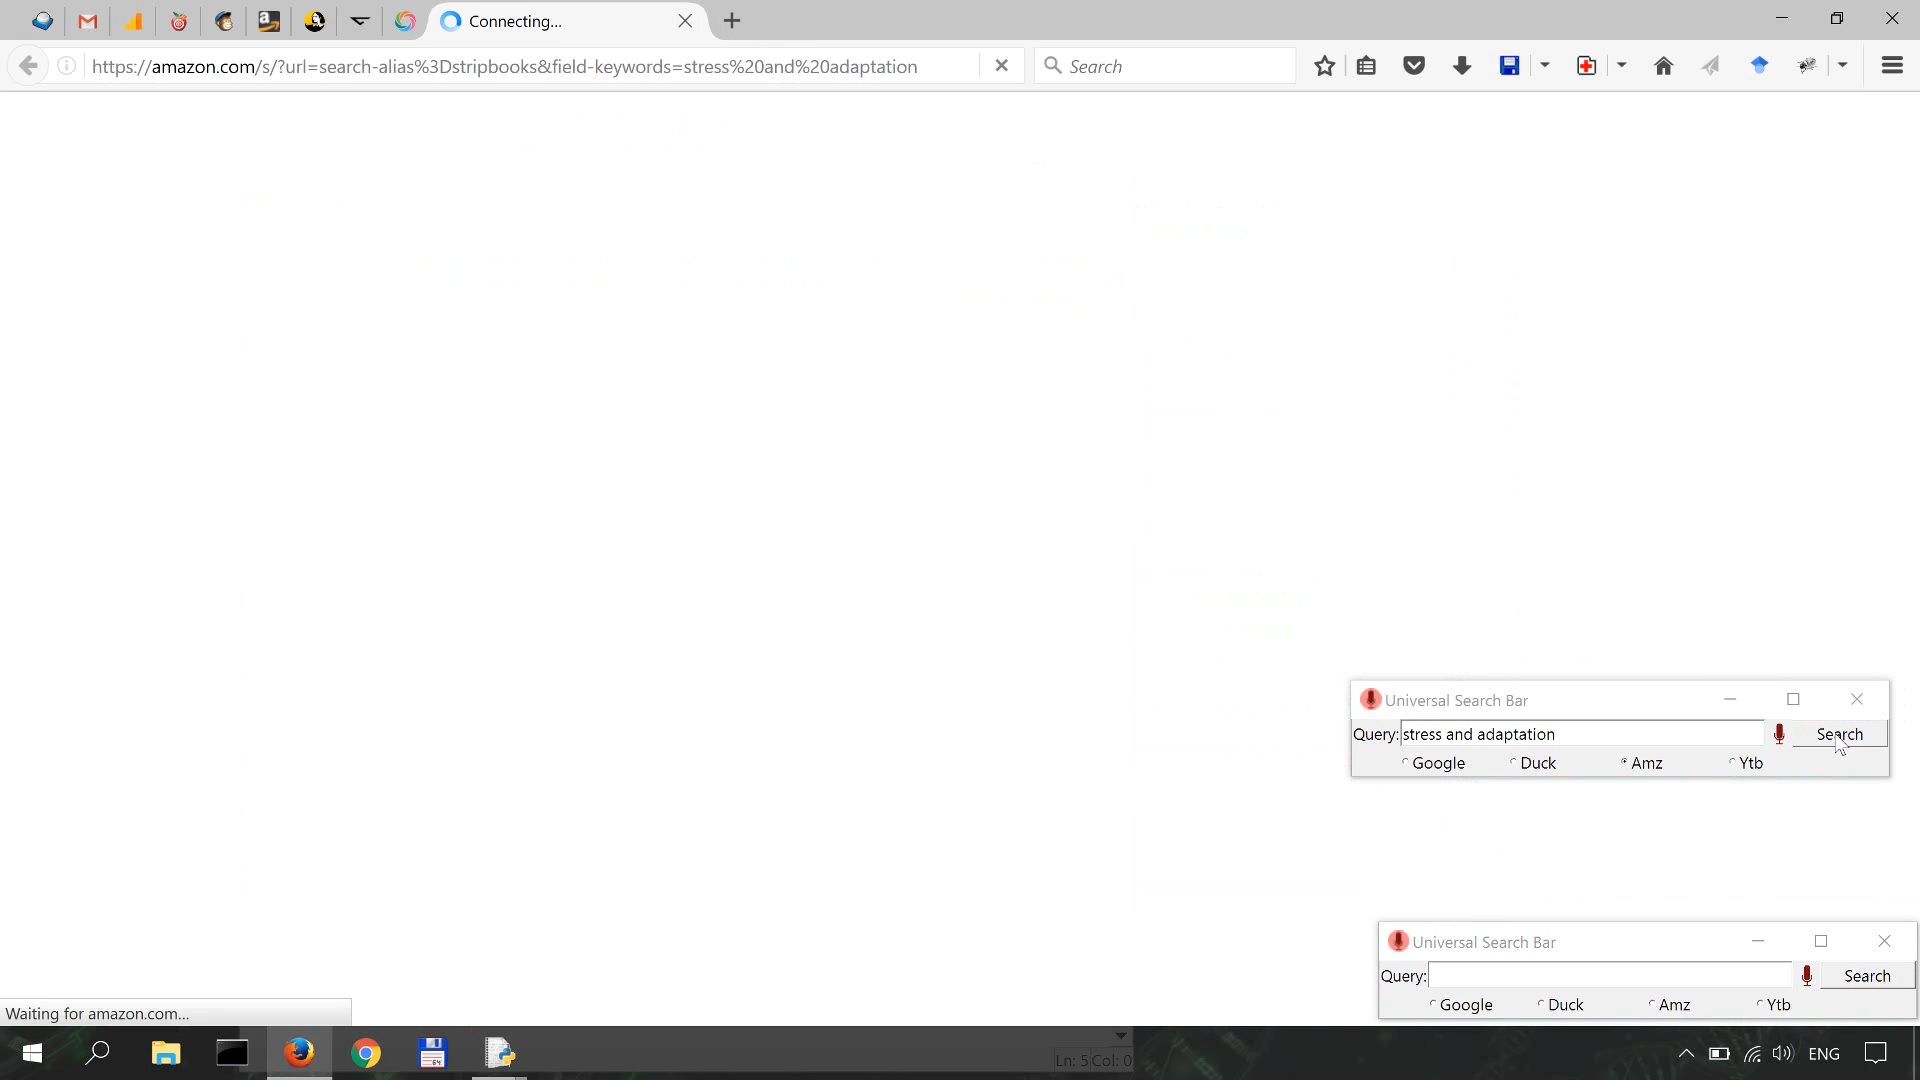 Connecting...
https://amazon.com/s/?url=search-alias%3Dstripbooks&field-keywords=stress%20and%20adaptation
Search
Universal Search Bar
Query: stress and adaptation Search
Google Duck Amz Ytb
Universal Search Bar
Query: Search
Google Duck Amz Ytb
Waiting for amazon.com...
Ln: 5 Col: 0
ENG